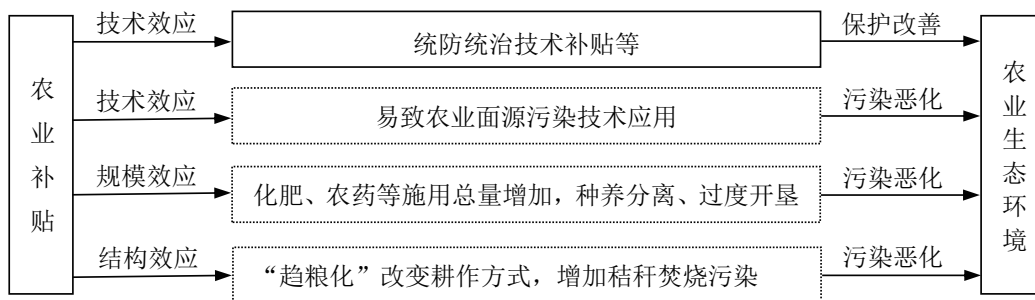 农业补贴
技术效应
统防统治技术补贴等
保护改善
技术效应
易致农业面源污染技术应用
污染恶化
规模效应
化肥、农药等施用总量增加，种养分离、过度开垦
污染恶化
结构效应
“趋粮化”改变耕作方式，增加秸秆焚烧污染
污染恶化
农业生态环境